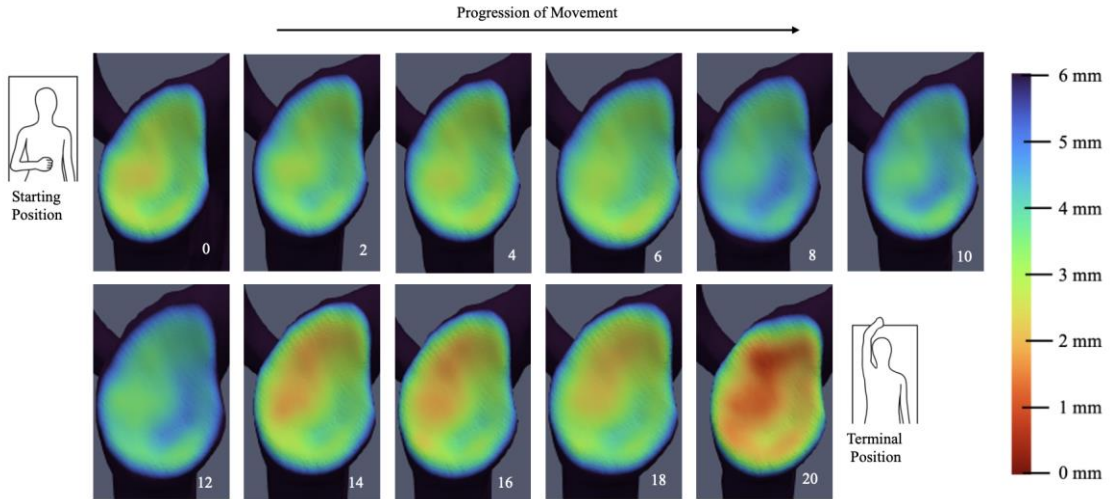 Progression of Movement
Starting
Position
0
2
4
6
8
10
12
14
16
18
20
Terminal
Position
6 mm
5 mm
4 mm
3 mm
2 mm
1 mm
0 mm